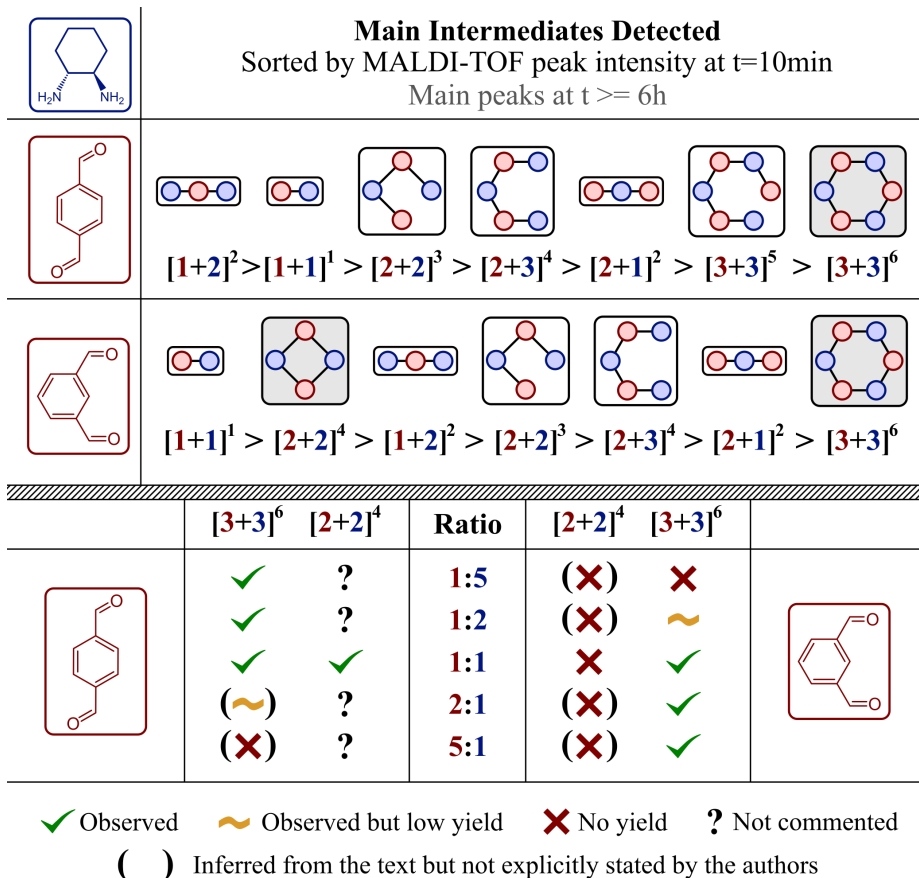 Main Intermediates Detected
Sorted by MALDI-TOF peak intensity at t=10min
Main peaks at t >= 6h
H₂N NH₂
O
O
[1+2]²>[1+1]¹ > [2+2]³ > [2+3]⁴ > [2+1]² > [3+3]⁵ > [3+3]⁶
O
O
[1+1]¹ > [2+2]⁴ > [1+2]² > [2+2]³ > [2+3]⁴ > [2+1]² > [3+3]⁶
[3+3]⁶ [2+2]⁴ Ratio [2+2]⁴ [3+3]⁶
✓ ? 1:5 (✗) ✗
✓ ? 1:2 (✗) ~
✓ ✓ 1:1 ✗ ✓
(~) ? 2:1 (✗) ✓
(✗) ? 5:1 (✗) ✓
O
O
O
O
✓ Observed ~ Observed but low yield ✗ No yield ? Not commented
( ) Inferred from the text but not explicitly stated by the authors